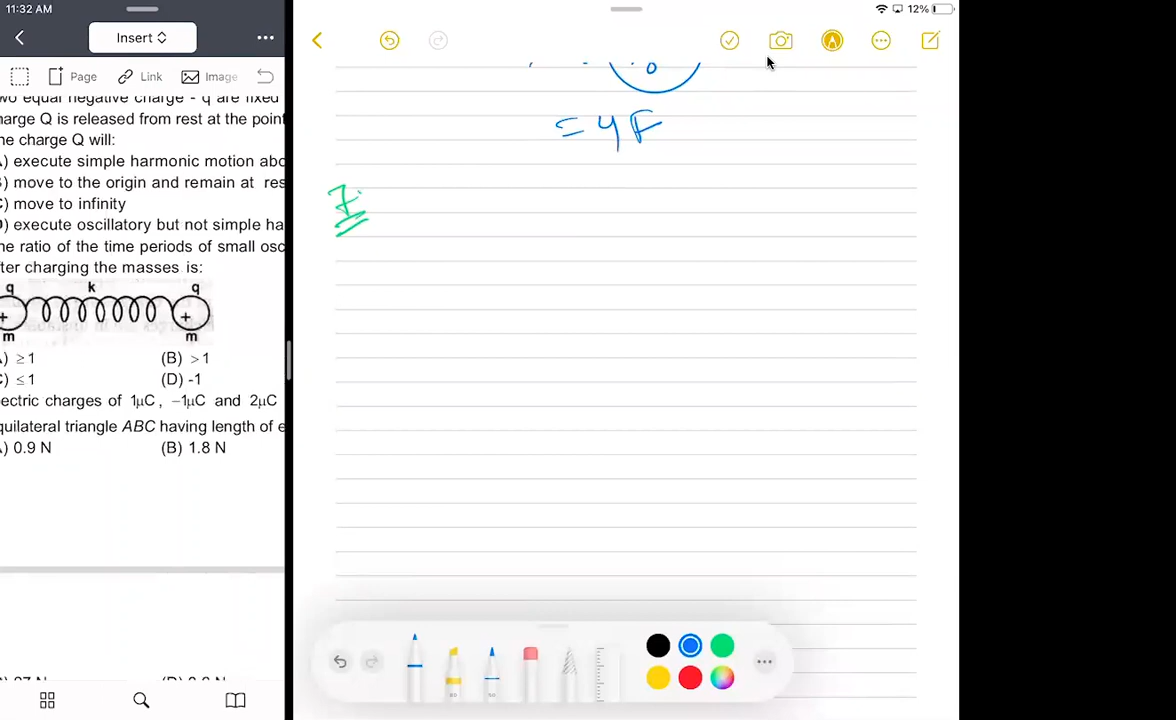 11:32 AM
12%
Insert
Page
Link
Image
wo equal negative charge - q are fixed
harge Q is released from rest at the point
he charge Q will:
) execute simple harmonic motion abo
) move to the origin and remain at res
) move to infinity
) execute oscillatory but not simple ha
he ratio of the time periods of small osc
fter charging the masses is:
q k q
+ +
m m
) ≥ 1 (B) > 1
) ≤ 1 (D) -1
ectric charges of 1μC, −1μC and 2μC
quilateral triangle ABC having length of e
) 0.9 N (B) 1.8 N
= 4F
7.